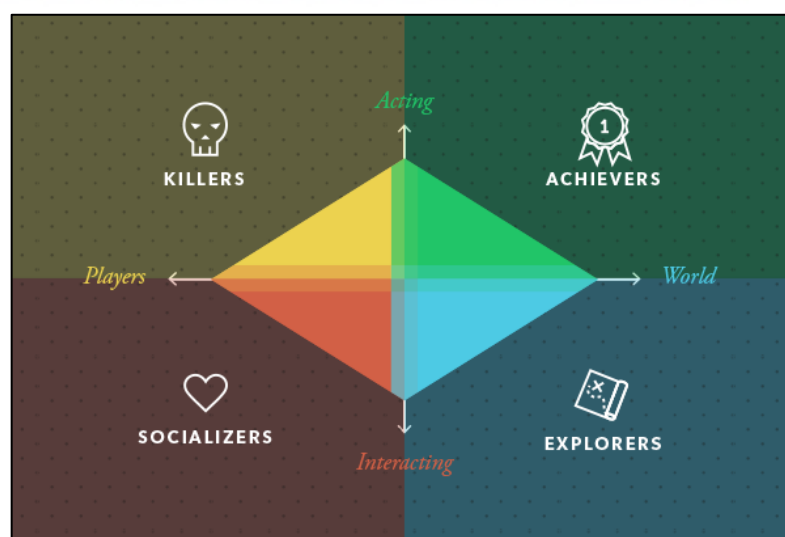 Acting
1
KILLERS
ACHIEVERS
Players
World
SOCIALIZERS
EXPLORERS
Interacting